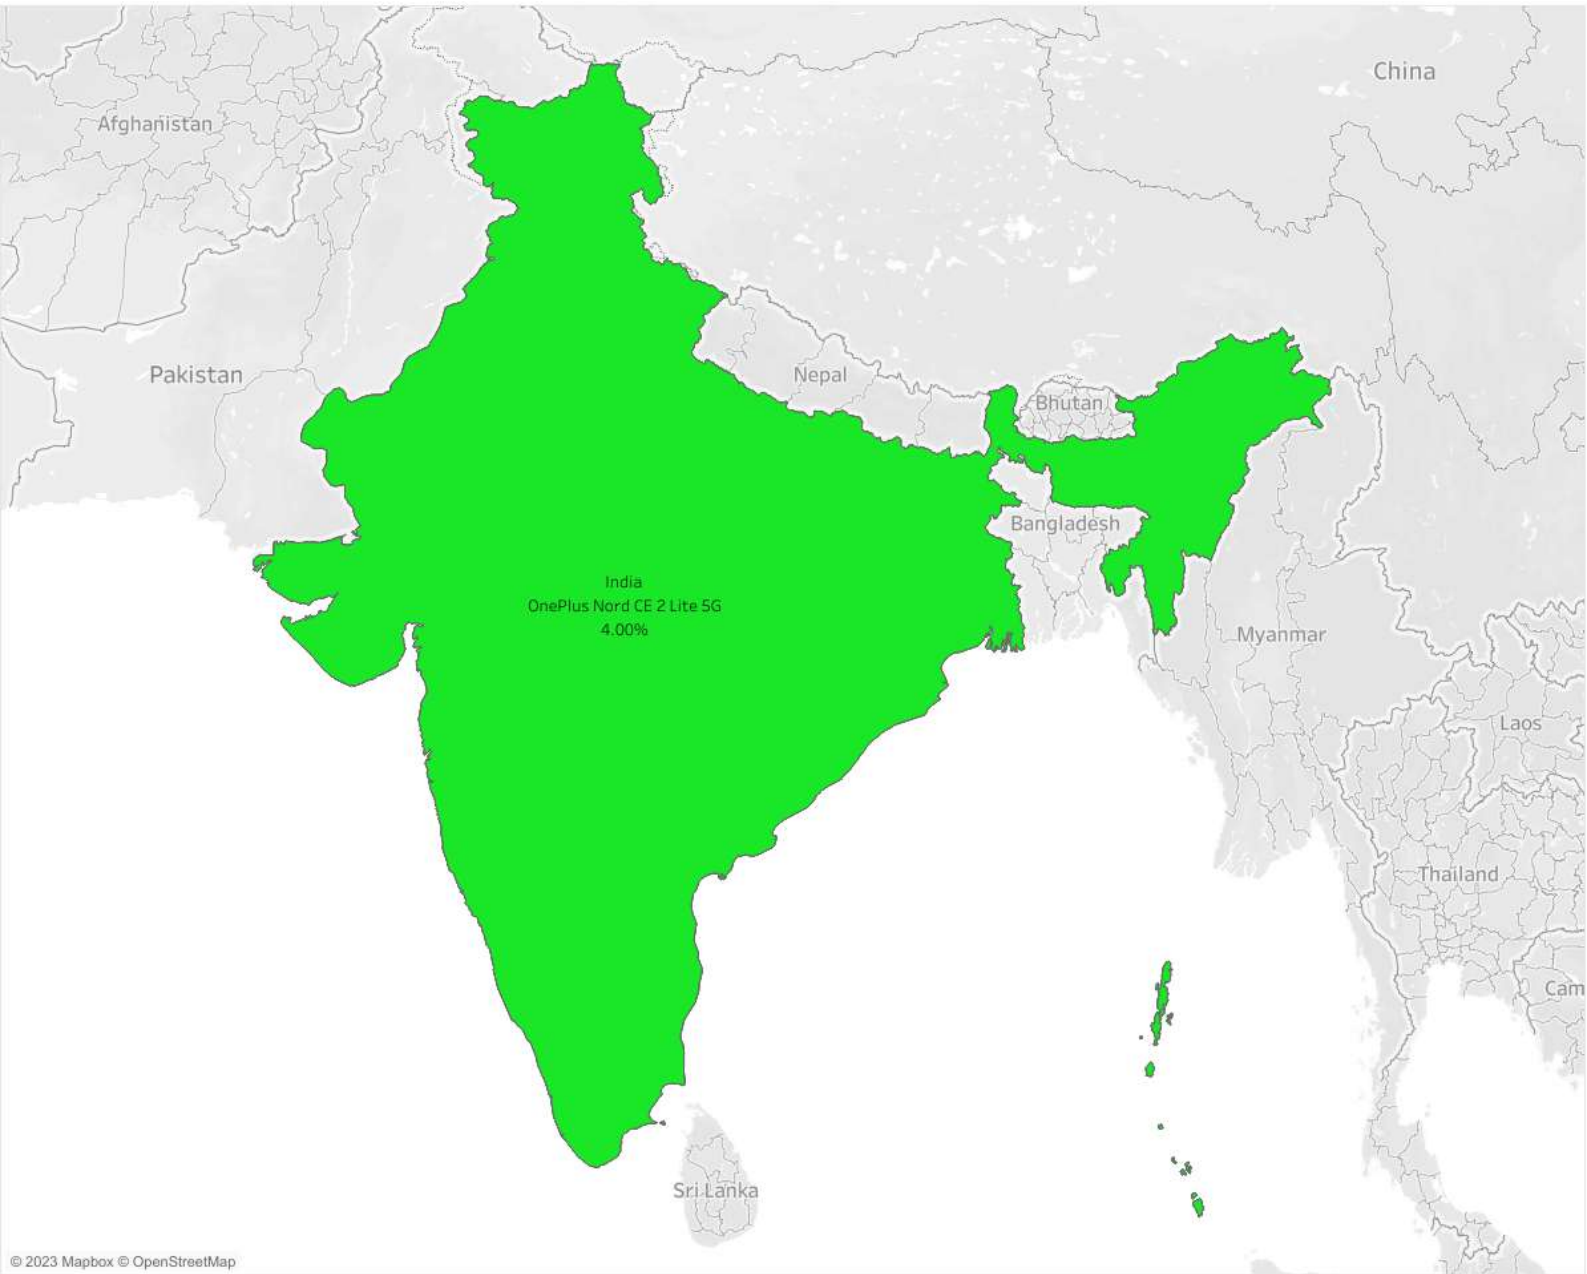 China
Afghanistan
Pakistan
Nepal
Bhutan
Bangladesh
India
OnePlus Nord CE 2 Lite 5G
4.00%
Myanmar
Laos
Thailand
Cam
Sri Lanka
© 2023 Mapbox © OpenStreetMap